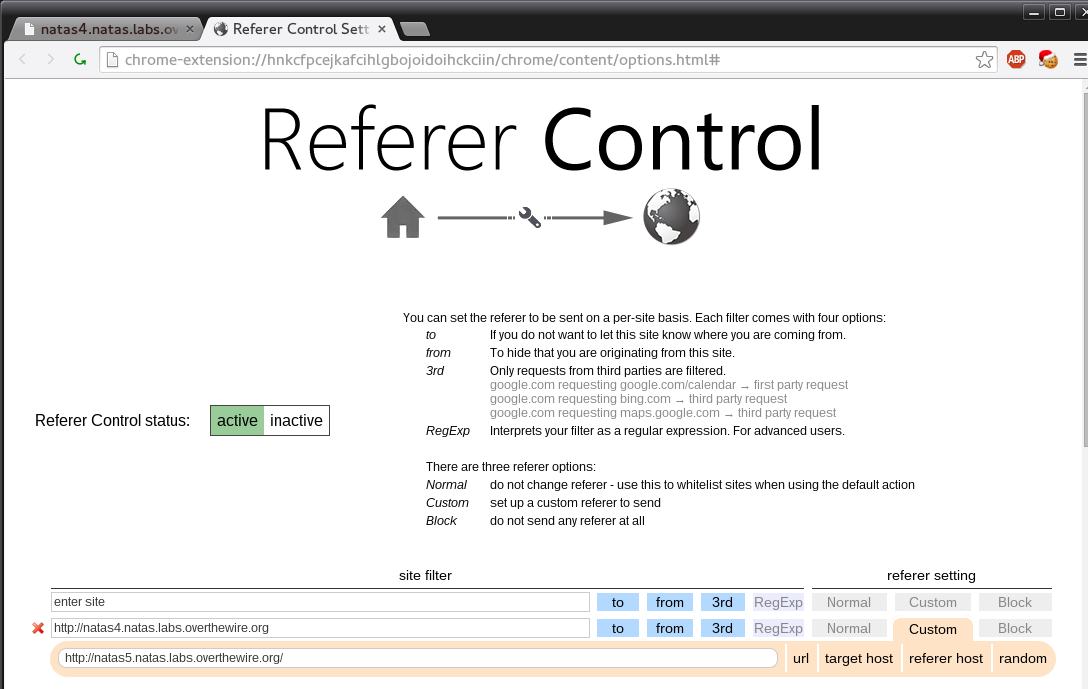 natas4.natas.labs.ov
Referer Control Sett
chrome-extension://hnkcfpcejkafcihlgbojoidoihckciin/chrome/content/options.html#
ABP
Referer Control
You can set the referer to be sent on a per-site basis. Each filter comes with four options:
to If you do not want to let this site know where you are coming from.
from To hide that you are originating from this site.
3rd Only requests from third parties are filtered.
google.com requesting google.com/calendar → first party request
google.com requesting bing.com → third party request
google.com requesting maps.google.com → third party request
Referer Control status: active inactive
RegExp Interprets your filter as a regular expression. For advanced users.
There are three referer options:
Normal do not change referer - use this to whitelist sites when using the default action
Custom set up a custom referer to send
Block do not send any referer at all
site filter referer setting
enter site to from 3rd RegExp Normal Custom Block
http://natas4.natas.labs.overthewire.org to from 3rd RegExp Normal Custom Block
http://natas5.natas.labs.overthewire.org/ url target host referer host random